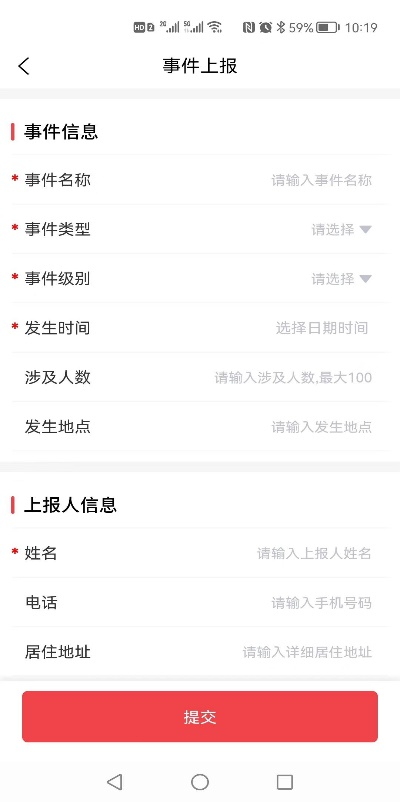 HD 2 2G 5G 59% 10:19
事件上报
事件信息
* 事件名称 请输入事件名称
* 事件类型 请选择
* 事件级别 请选择
* 发生时间 选择日期时间
涉及人数 请输入涉及人数,最大100
发生地点 请输入发生地点
上报人信息
* 姓名 请输入上报人姓名
电话 请输入手机号码
居住地址 请输入详细居住地址
提交